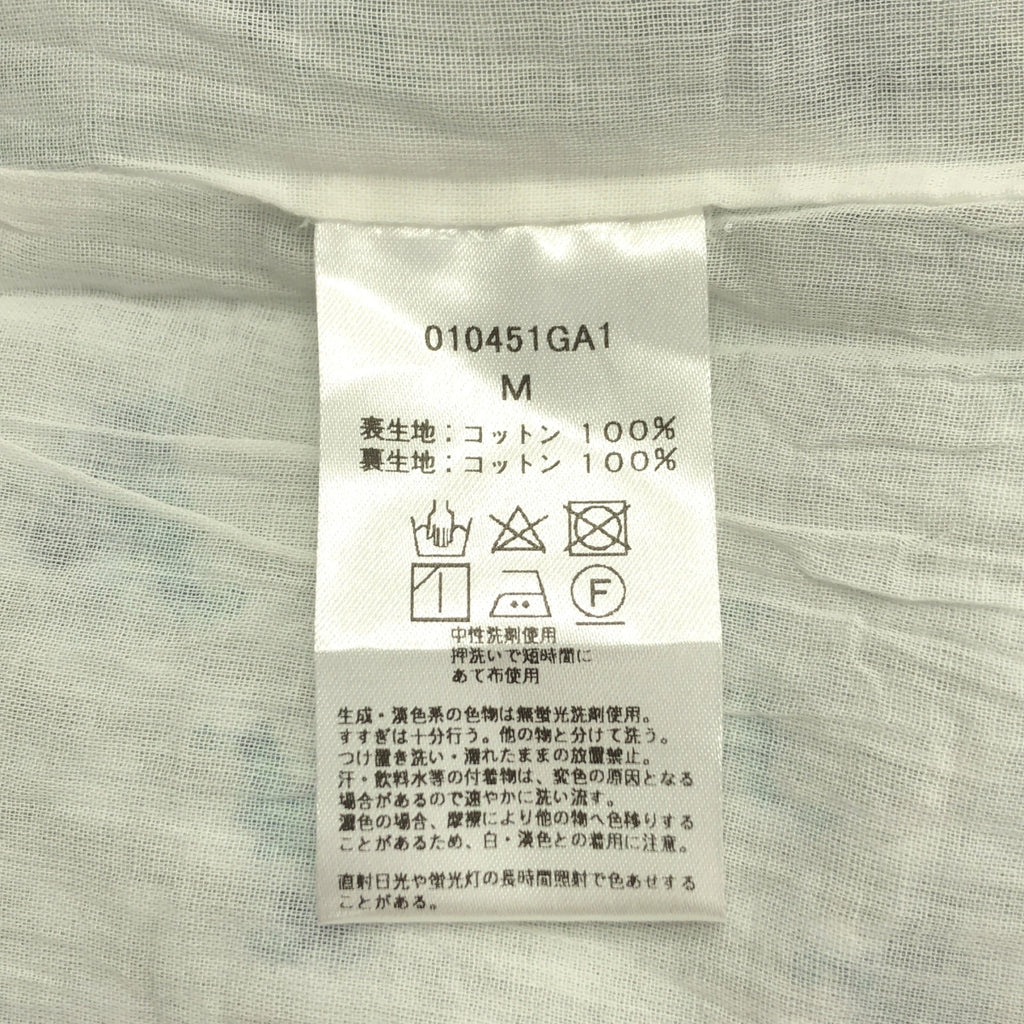 010451GA1
M
表生地：コットン １００％
裏生地：コットン １００％
F
中性洗剤使用
押洗いで短時間に
あて布使用
生成・淡色系の色物は無蛍光洗剤使用。
すすぎは十分行う。他の物と分けて洗う。
つけ置き洗い・濡れたままの放置禁止。
汗・飲料水等の付着物は、変色の原因となる
場合があるので速やかに洗い流す。
濃色の場合、摩擦により他の物へ色移りする
ことがあるため、白・淡色との着用に注意。
直射日光や蛍光灯の長時間照射で色あせする
ことがある。